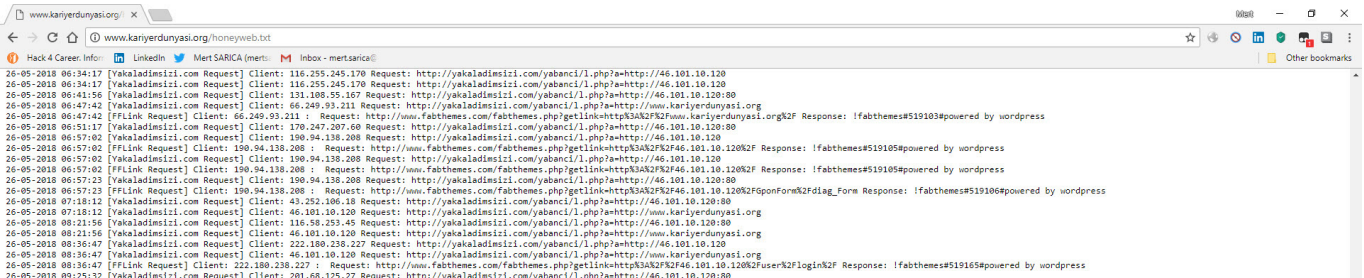 www.kariyerdunyasi.org/
Mert
www.kariyerdunyasi.org/honeyweb.txt
Hack 4 Career: Inform LinkedIn Mert SARICA (merts Inbox - mert.sarica@ Other bookmarks
26-05-2018 06:34:17 [Yakaladimsizi.com Request] Client: 116.255.245.170 Request: http://yakaladimsizi.com/yabanci/l.php?a=http://46.101.10.120
26-05-2018 06:34:17 [Yakaladimsizi.com Request] Client: 116.255.245.170 Request: http://yakaladimsizi.com/yabanci/l.php?a=http://46.101.10.120
26-05-2018 06:41:56 [Yakaladimsizi.com Request] Client: 131.108.55.167 Request: http://yakaladimsizi.com/yabanci/l.php?a=http://46.101.10.120:80
26-05-2018 06:47:42 [Yakaladimsizi.com Request] Client: 66.249.93.211 Request: http://yakaladimsizi.com/yabanci/l.php?a=http://www.kariyerdunyasi.org
26-05-2018 06:47:42 [FFLink Request] Client: 66.249.93.211 :  Request: http://www.fabthemes.com/fabthemes.php?getlink=http%3A%2F%2Fwww.kariyerdunyasi.org%2F Response: !fabthemes#519103#powered by wordpress
26-05-2018 06:51:17 [Yakaladimsizi.com Request] Client: 170.247.207.60 Request: http://yakaladimsizi.com/yabanci/l.php?a=http://46.101.10.120:80
26-05-2018 06:57:02 [Yakaladimsizi.com Request] Client: 190.94.138.208 Request: http://yakaladimsizi.com/yabanci/l.php?a=http://46.101.10.120
26-05-2018 06:57:02 [FFLink Request] Client: 190.94.138.208 :  Request: http://www.fabthemes.com/fabthemes.php?getlink=http%3A%2F%2F46.101.10.120%2F Response: !fabthemes#519105#powered by wordpress
26-05-2018 06:57:02 [Yakaladimsizi.com Request] Client: 190.94.138.208 Request: http://yakaladimsizi.com/yabanci/l.php?a=http://46.101.10.120
26-05-2018 06:57:02 [FFLink Request] Client: 190.94.138.208 :  Request: http://www.fabthemes.com/fabthemes.php?getlink=http%3A%2F%2F46.101.10.120%2F Response: !fabthemes#519105#powered by wordpress
26-05-2018 06:57:23 [Yakaladimsizi.com Request] Client: 190.94.138.208 Request: http://yakaladimsizi.com/yabanci/l.php?a=http://46.101.10.120:80
26-05-2018 06:57:23 [FFLink Request] Client: 190.94.138.208 :  Request: http://www.fabthemes.com/fabthemes.php?getlink=http%3A%2F%2F46.101.10.120%2FGponForm%2Fdiag_Form Response: !fabthemes#519106#powered by wordpress
26-05-2018 07:18:12 [Yakaladimsizi.com Request] Client: 43.252.106.18 Request: http://yakaladimsizi.com/yabanci/l.php?a=http://46.101.10.120:80
26-05-2018 07:18:12 [Yakaladimsizi.com Request] Client: 46.101.10.120 Request: http://yakaladimsizi.com/yabanci/l.php?a=http://www.kariyerdunyasi.org
26-05-2018 08:21:56 [Yakaladimsizi.com Request] Client: 116.58.253.45 Request: http://yakaladimsizi.com/yabanci/l.php?a=http://46.101.10.120:80
26-05-2018 08:21:56 [Yakaladimsizi.com Request] Client: 46.101.10.120 Request: http://yakaladimsizi.com/yabanci/l.php?a=http://www.kariyerdunyasi.org
26-05-2018 08:36:47 [Yakaladimsizi.com Request] Client: 222.180.238.227 Request: http://yakaladimsizi.com/yabanci/l.php?a=http://46.101.10.120
26-05-2018 08:36:47 [FFLink Request] Client: 222.180.238.227 :  Request: http://www.fabthemes.com/fabthemes.php?getlink=http%3A%2F%2F46.101.10.120%2Fuser%2Flogin%2F Response: !fabthemes#519165#powered by wordpress
26-05-2018 09:25:32 [Yakaladimsizi.com Request] Client: 201.68.125.27 Request: http://yakaladimsizi.com/yabanci/l.php?a=http://46.101.10.120:80